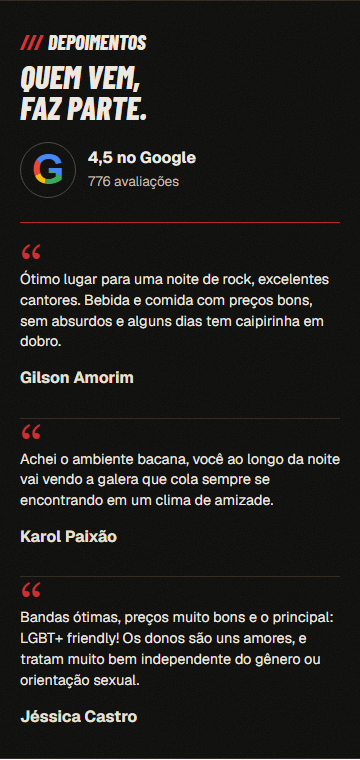 /// DEPOIMENTOS
QUEM VEM,
FAZ PARTE.
G
4,5 no Google
776 avaliações
“
Ótimo lugar para uma noite de rock, excelentes
cantores. Bebida e comida com preços bons,
sem absurdos e alguns dias tem caipirinha em
dobro.
Gilson Amorim
“
Achei o ambiente bacana, você ao longo da noite
vai vendo a galera que cola sempre se
encontrando em um clima de amizade.
Karol Paixão
“
Bandas ótimas, preços muito bons e o principal:
LGBT+ friendly! Os donos são uns amores, e
tratam muito bem independente do gênero ou
orientação sexual.
Jéssica Castro